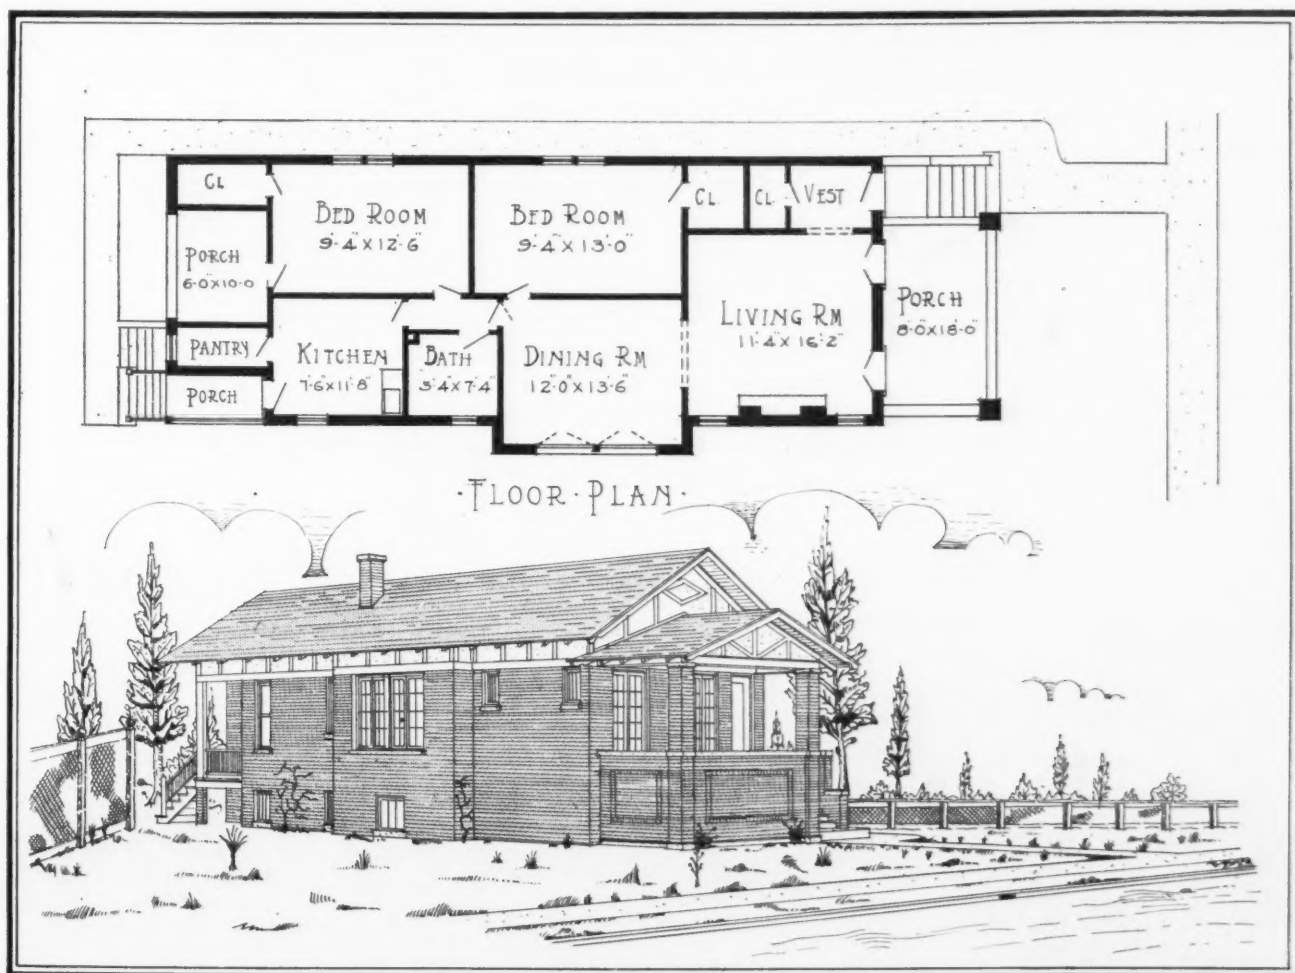 CL
BED ROOM
9'-4" X 12'-6"
BED ROOM
9'-4" X 13'-0"
CL
CL
VEST
PORCH
6'-0" X 10'-0
PORCH
8'-0" X 18'-0"
LIVING RM
11'-4" X 16'-2"
PANTRY
KITCHEN
7'-6" X 11'-8"
BATH
5'-4 X 7'-4"
DINING RM
12'-0" X 13'-6"
PORCH
·FLOOR·PLAN·